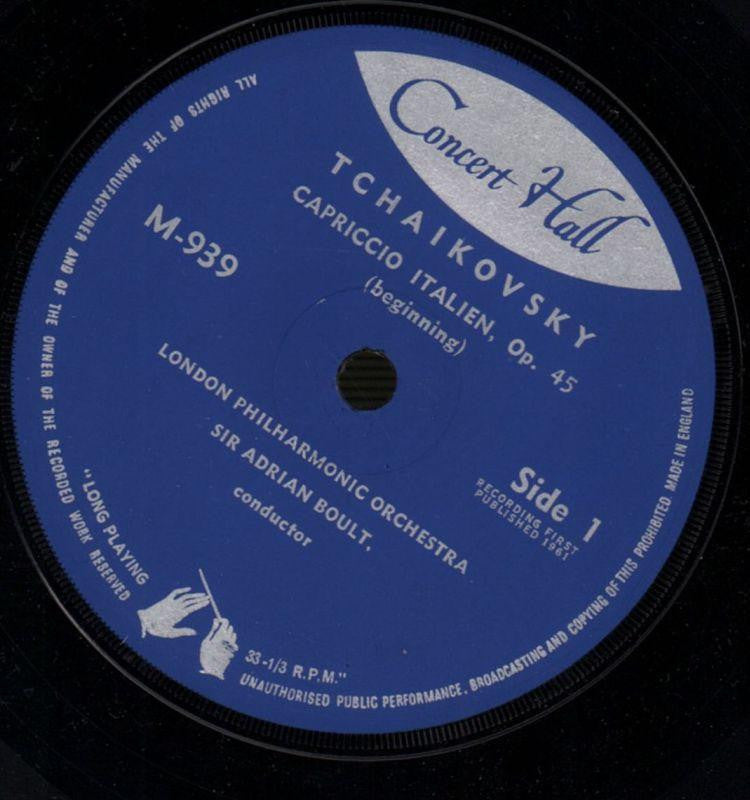 Concert Hall
TCHAIKOVSKY
CAPRICCIO ITALIEN, Op. 45
(beginning)
M-939
LONDON PHILHARMONIC ORCHESTRA
SIR ADRIAN BOULT,
conductor
Side 1
RECORDING FIRST
PUBLISHED 1961
"LONG PLAYING
33-1/3 R.P.M."
ALL RIGHTS OF THE MANUFACTURER AND OF THE OWNER OF THE RECORDED WORK RESERVED
UNAUTHORISED PUBLIC PERFORMANCE, BROADCASTING AND COPYING OF THIS PROHIBITED. MADE IN ENGLAND